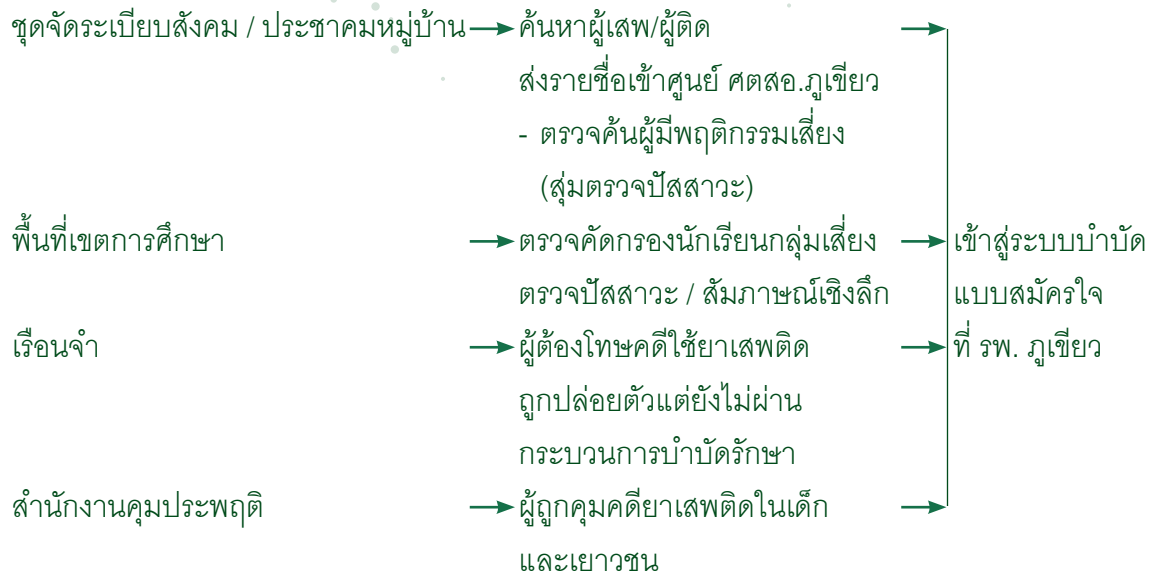 ชุดจัดระเบียบสังคม / ประชาคมหมู่บ้าน ค้นหาผู้เสพ/ผู้ติด
ส่งรายชื่อเข้าศูนย์ ศตสอ.ภูเขียว
- ตรวจค้นผู้มีพฤติกรรมเสี่ยง
(สุ่มตรวจปัสสาวะ)
พื้นที่เขตการศึกษา ตรวจคัดกรองนักเรียนกลุ่มเสี่ยง เข้าสู่ระบบบำบัด
ตรวจปัสสาวะ / สัมภาษณ์เชิงลึก แบบสมัครใจ
เรือนจำ ผู้ต้องโทษคดีใช้ยาเสพติด ที่ รพ. ภูเขียว
ถูกปล่อยตัวแต่ยังไม่ผ่าน
กระบวนการบำบัดรักษา
สำนักงานคุมประพฤติ ผู้ถูกคุมคดียาเสพติดในเด็ก
และเยาวชน